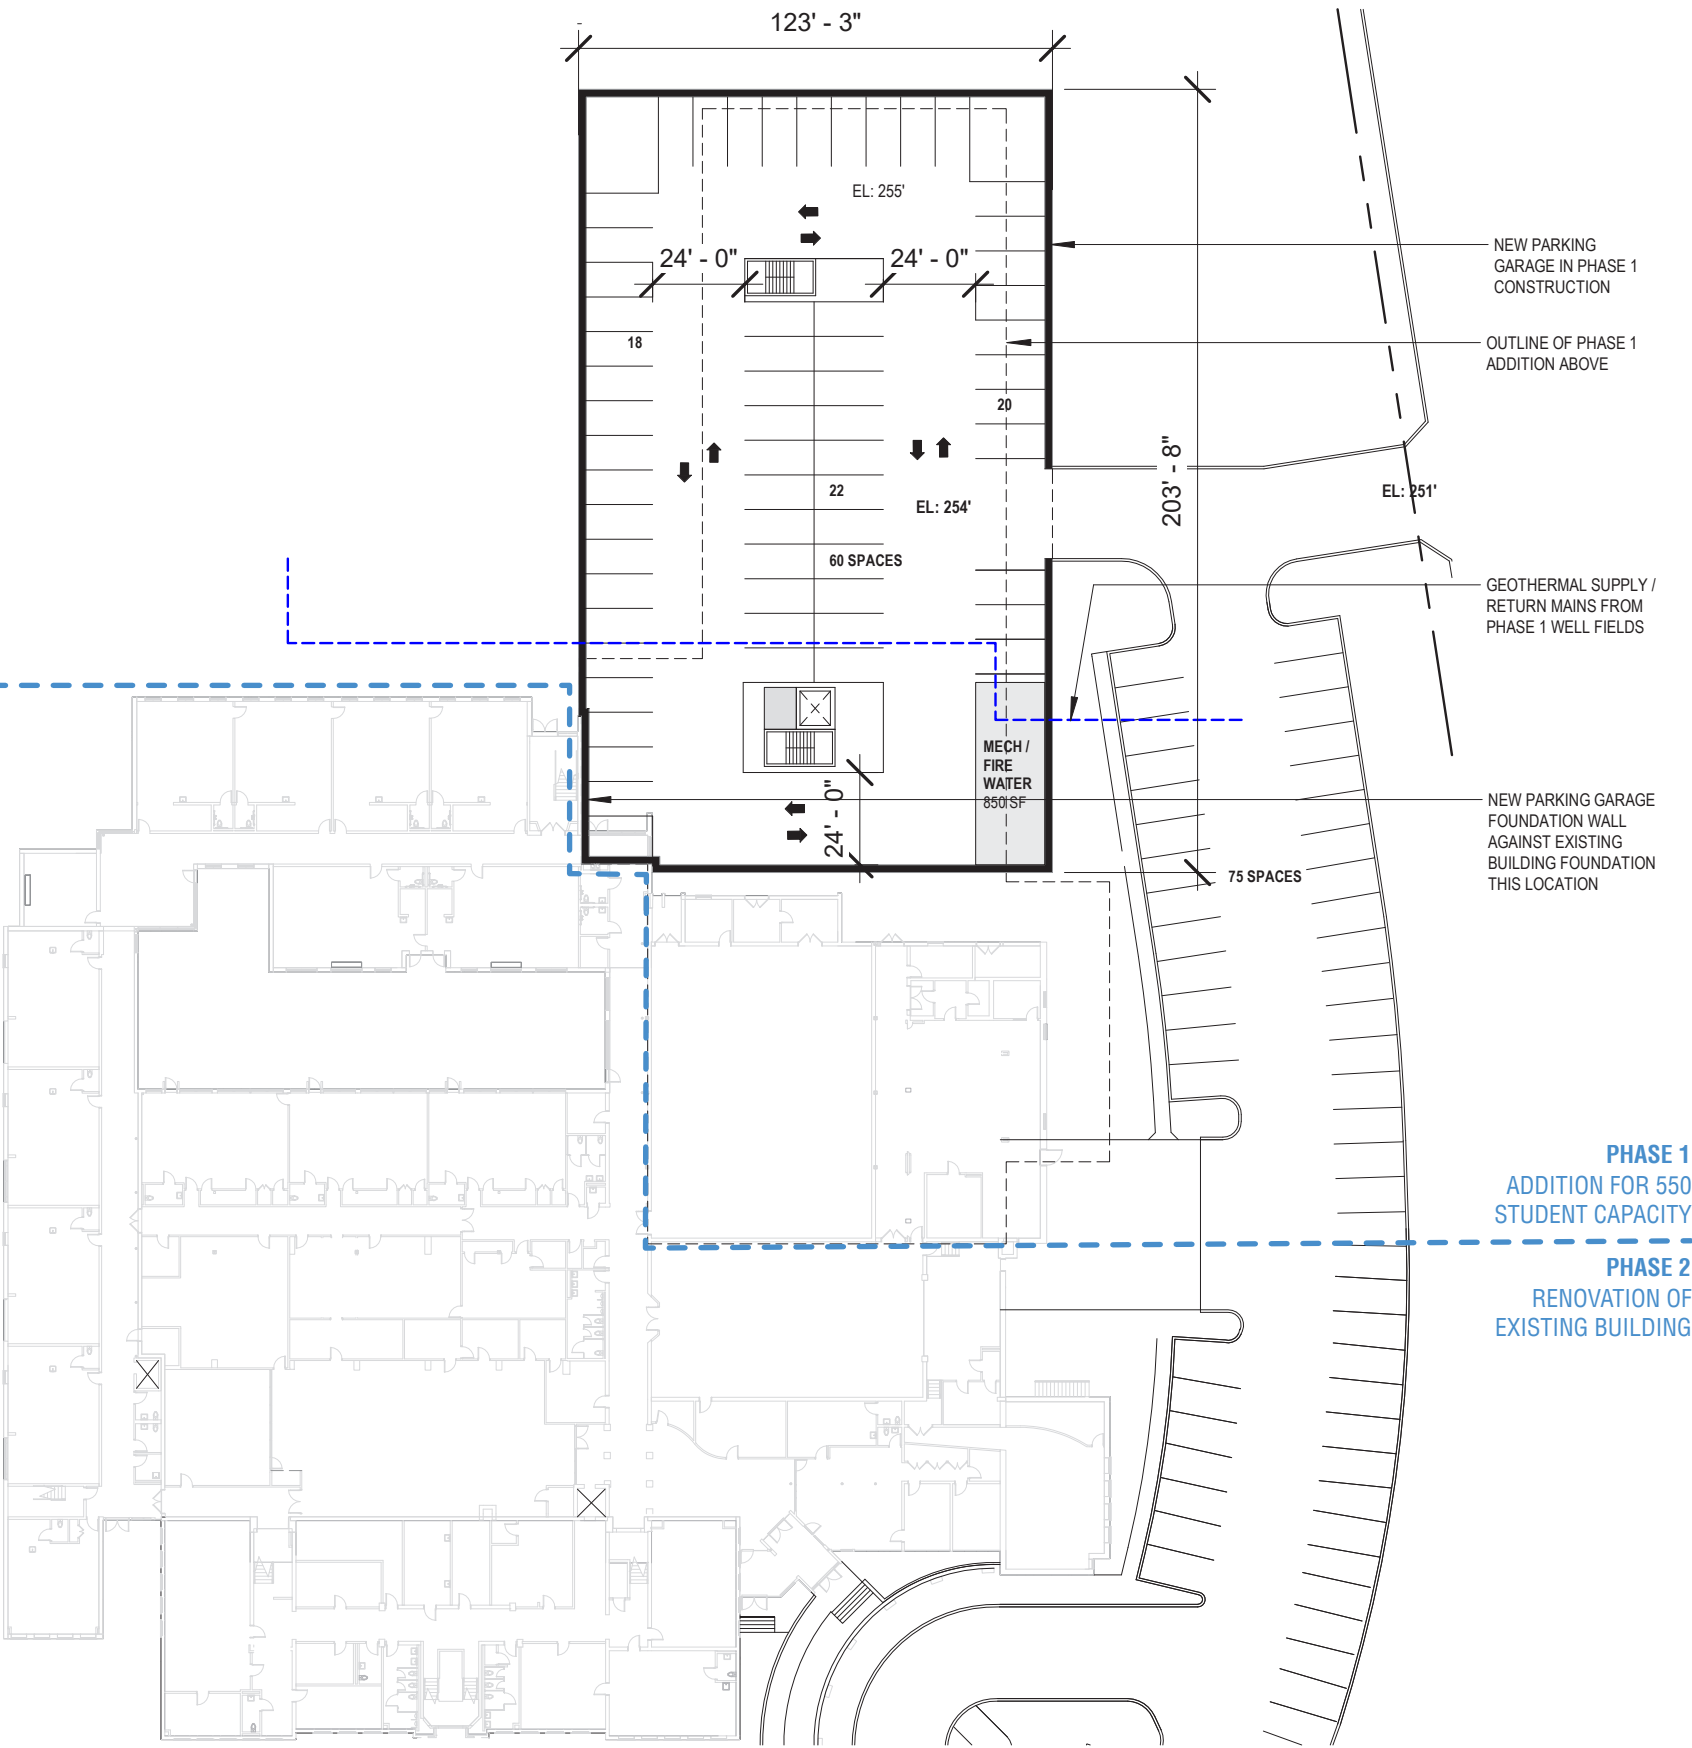 123' - 3"
EL: 255'
24' - 0"
24' - 0"
NEW PARKING
GARAGE IN PHASE 1
CONSTRUCTION
18
OUTLINE OF PHASE 1
ADDITION ABOVE
20
203' - 8"
22
EL: 254'
EL: 251'
60 SPACES
GEOTHERMAL SUPPLY /
RETURN MAINS FROM
PHASE 1 WELL FIELDS
MECH /
FIRE
WATER
850 SF
24' - 0"
NEW PARKING GARAGE
FOUNDATION WALL
AGAINST EXISTING
BUILDING FOUNDATION
THIS LOCATION
75 SPACES
PHASE 1
ADDITION FOR 550
STUDENT CAPACITY
PHASE 2
RENOVATION OF
EXISTING BUILDING